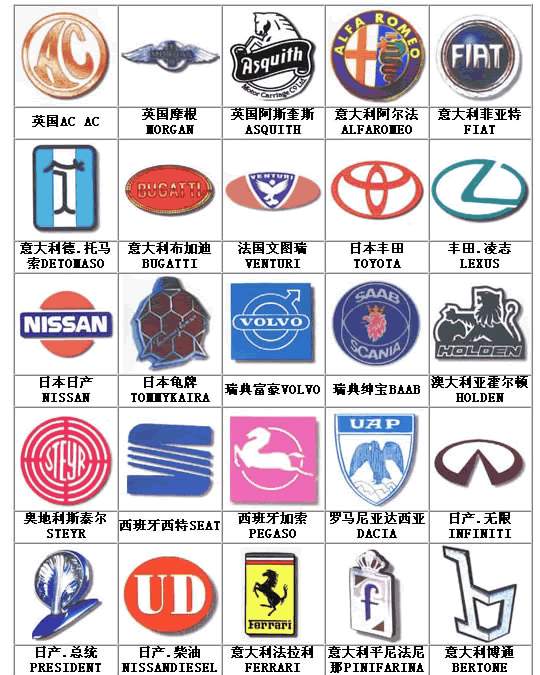 AC
Asquith
Motor Carriage Co Ltd
ALFA ROMEO
FIAT
英国AC AC
英国摩根
MORGAN
英国阿斯奎斯
ASQUITH
意大利阿尔法
ALFAROMEO
意大利菲亚特
FIAT
BUGATTI
VENTURI
意大利德.托马
索DETOMASO
意大利布加迪
BUGATTI
法国文图瑞
VENTURI
日本丰田
TOYOTA
丰田.凌志
LEXUS
NISSAN
VOLVO
SAAB
SCANIA
HOLDEN
日本日产
NISSAN
日本龟牌
TOMMYKAIRA
瑞典富豪VOLVO
瑞典绅宝BAAB
澳大利亚霍尔顿
HOLDEN
STEYR
UAP
奥地利斯泰尔
STEYR
西班牙西特SEAT
西班牙加索
PEGASO
罗马尼亚达西亚
DACIA
日产.无限
INFINITI
UD
Ferrari
f
b
日产.总统
PRESIDENT
日产.柴油
NISSANDIESEL
意大利法拉利
FERRARI
意大利平尼法尼
那PINIFARINA
意大利博通
BERTONE